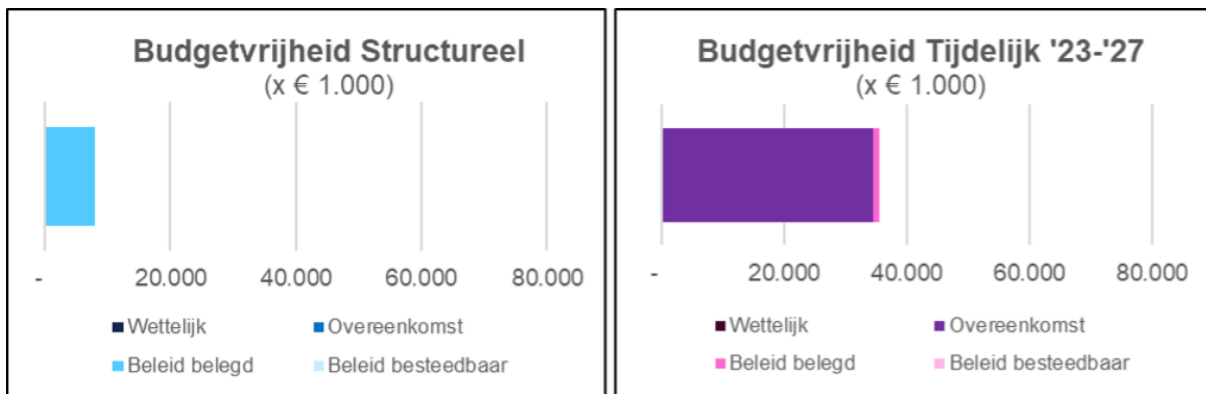 Budgetvrijheid Structureel
(x € 1.000)
- 20.000 40.000 60.000 80.000
Wettelijk Overeenkomst
Beleid belegd Beleid besteedbaar
Budgetvrijheid Tijdelijk '23-'27
(x € 1.000)
- 20.000 40.000 60.000 80.000
Wettelijk Overeenkomst
Beleid belegd Beleid besteedbaar